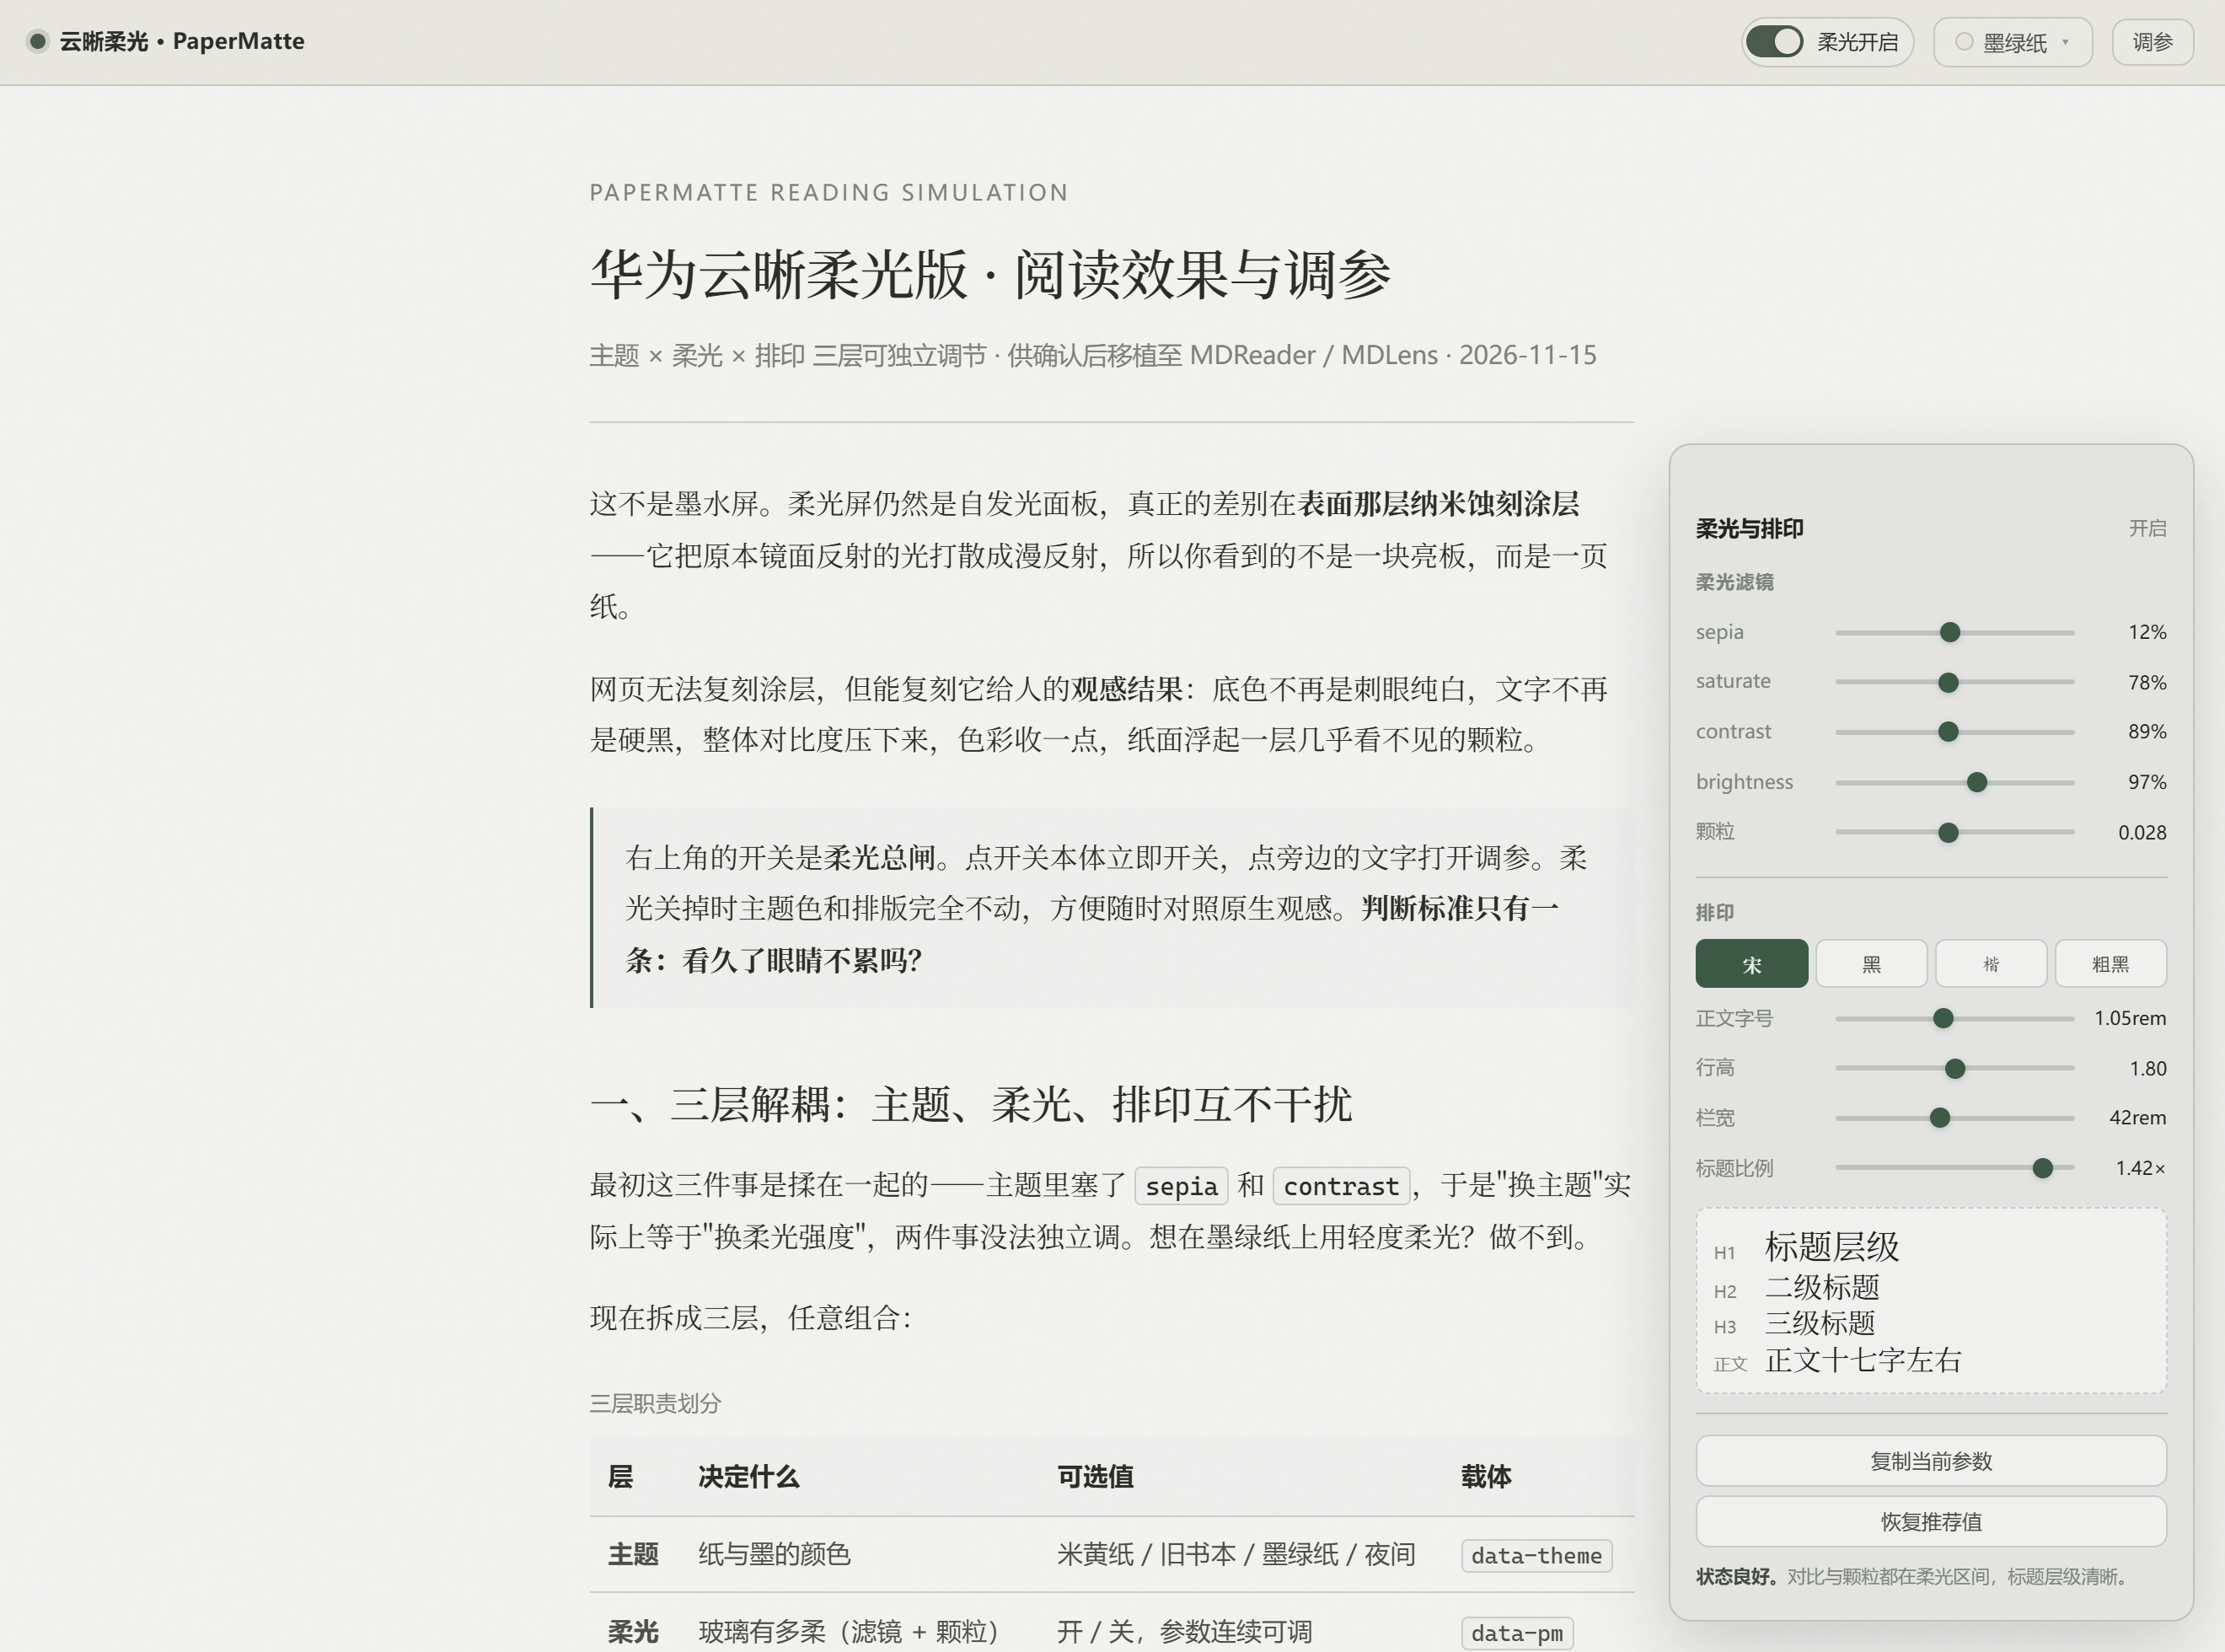 云晰柔光 • PaperMatte
柔光开启
墨绿纸
调参
PAPERMATTE READING SIMULATION
华为云晰柔光版 · 阅读效果与调参
主题 × 柔光 × 排印 三层可独立调节 · 供确认后移植至 MDReader / MDLens · 2026-11-15
这不是墨水屏。柔光屏仍然是自发光面板，真正的差别在表面那层纳米蚀刻涂层
——它把原本镜面反射的光打散成漫反射，所以你看到的不是一块亮板，而是一页
纸。
网页无法复刻涂层，但能复刻它给人的观感结果：底色不再是刺眼纯白，文字不再
是硬黑，整体对比度压下来，色彩收一点，纸面浮起一层几乎看不见的颗粒。
右上角的开关是柔光总闸。点开关本体立即开关，点旁边的文字打开调参。柔
光关掉时主题色和排版完全不动，方便随时对照原生观感。判断标准只有一
条：看久了眼睛不累吗？
一、三层解耦：主题、柔光、排印互不干扰
最初这三件事是揉在一起的——主题里塞了 sepia 和 contrast，于是"换主题"实
际上等于"换柔光强度"，两件事没法独立调。想在墨绿纸上用轻度柔光？做不到。
现在拆成三层，任意组合：
三层职责划分
层 决定什么 可选值 载体
主题 纸与墨的颜色 米黄纸 / 旧书本 / 墨绿纸 / 夜间 data-theme
柔光 玻璃有多柔（滤镜 + 颗粒） 开 / 关，参数连续可调 data-pm
柔光与排印 开启
柔光滤镜
sepia 12%
saturate 78%
contrast 89%
brightness 97%
颗粒 0.028
排印
宋 黑 楷 粗黑
正文字号 1.05rem
行高 1.80
栏宽 42rem
标题比例 1.42×
H1 标题层级
H2 二级标题
H3 三级标题
正文 正文十七字左右
复制当前参数
恢复推荐值
状态良好。对比与颗粒都在柔光区间，标题层级清晰。